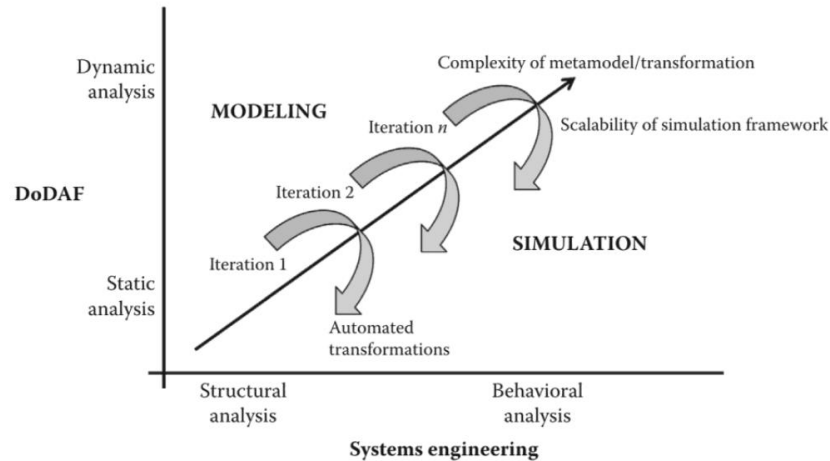 Dynamic
analysis
Complexity of metamodel/transformation
MODELING
Iteration n
Scalability of simulation framework
DoDAF
Iteration 2
SIMULATION
Iteration 1
Static
analysis
Automated
transformations
Structural
analysis
Behavioral
analysis
Systems engineering